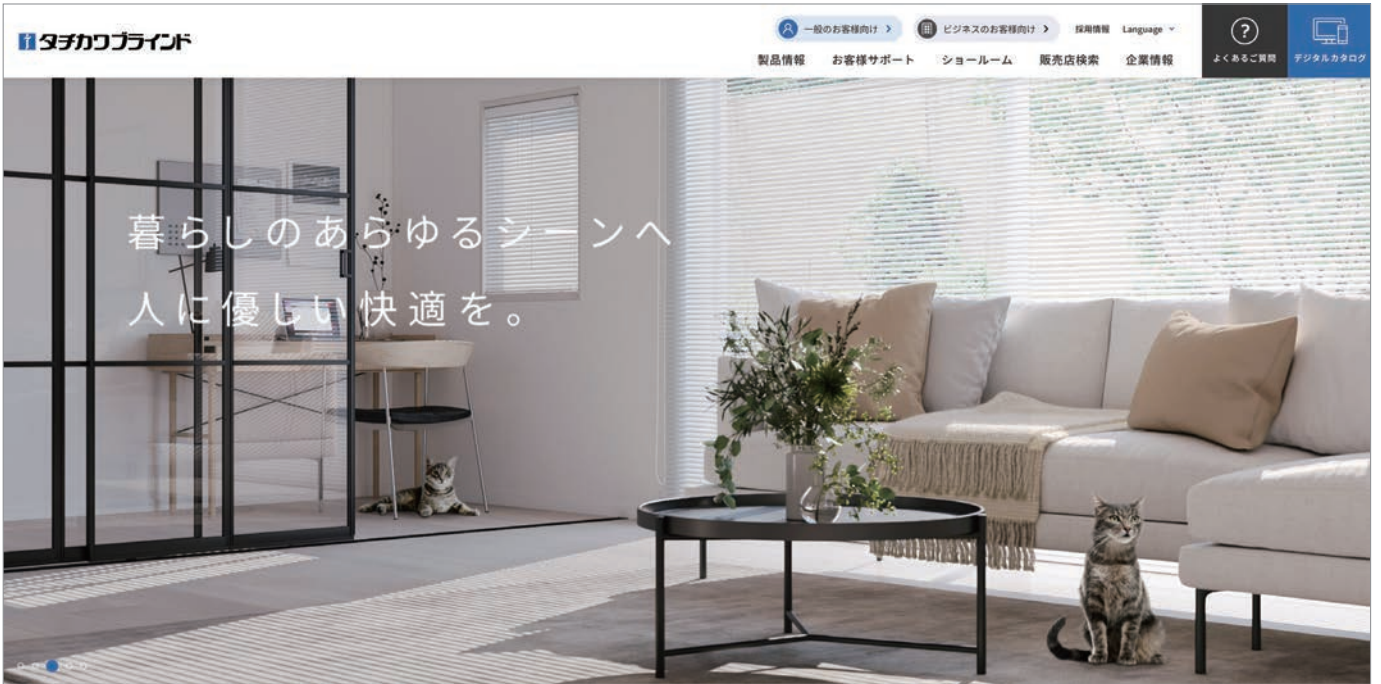 タチカワブラインド
一般のお客様向け
ビジネスのお客様向け
採用情報
Language
製品情報
お客様サポート
ショールーム
販売店検索
企業情報
?
よくあるご質問
デジタルカタログ
暮らしのあらゆるシーンへ
人に優しい快適を。